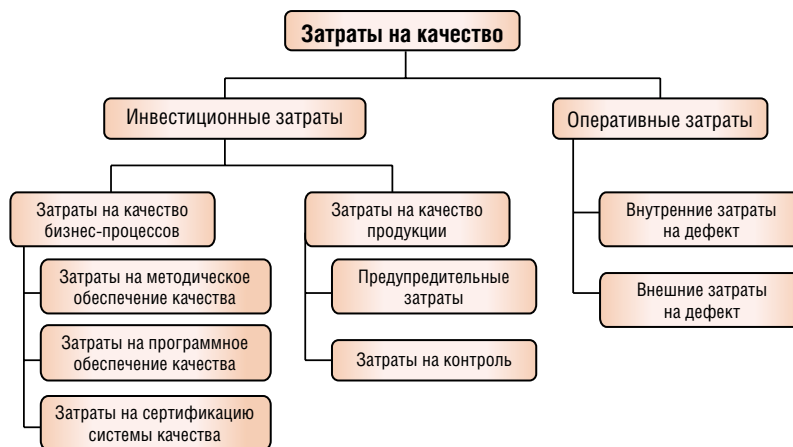 Затраты на качество
Инвестиционные затраты
Оперативные затраты
Затраты на качество
бизнес-процессов
Затраты на методическое
обеспечение качества
Затраты на программное
обеспечение качества
Затраты на сертификацию
системы качества
Затраты на качество
продукции
Предупредительные
затраты
Затраты на контроль
Внутренние затраты
на дефект
Внешние затраты
на дефект